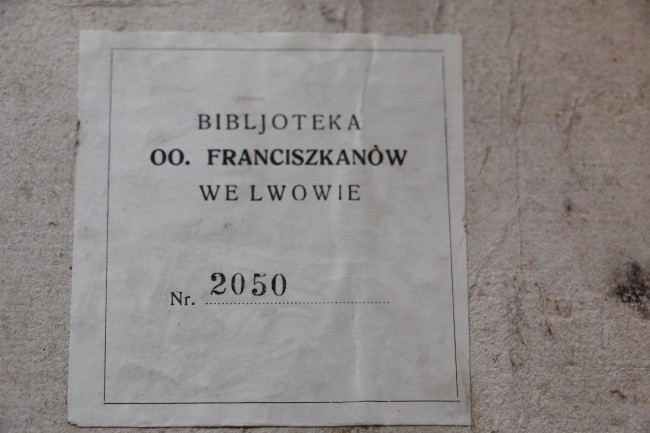 BIBLJOTEKA
OO. FRANCISZKANÓW
WE LWOWIE
Nr. 2050